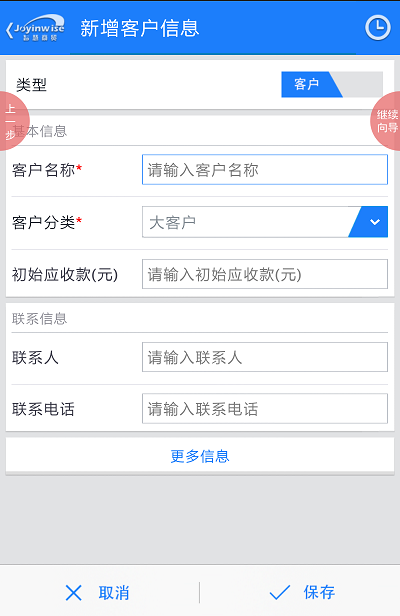 Joyinwise
智慧商贸
新增客户信息
类型
客户
上一步
继续
向导
基本信息
客户名称*
请输入客户名称
客户分类*
大客户
初始应收款(元)
请输入初始应收款(元)
联系信息
联系人
请输入联系人
联系电话
请输入联系电话
更多信息
取消
保存